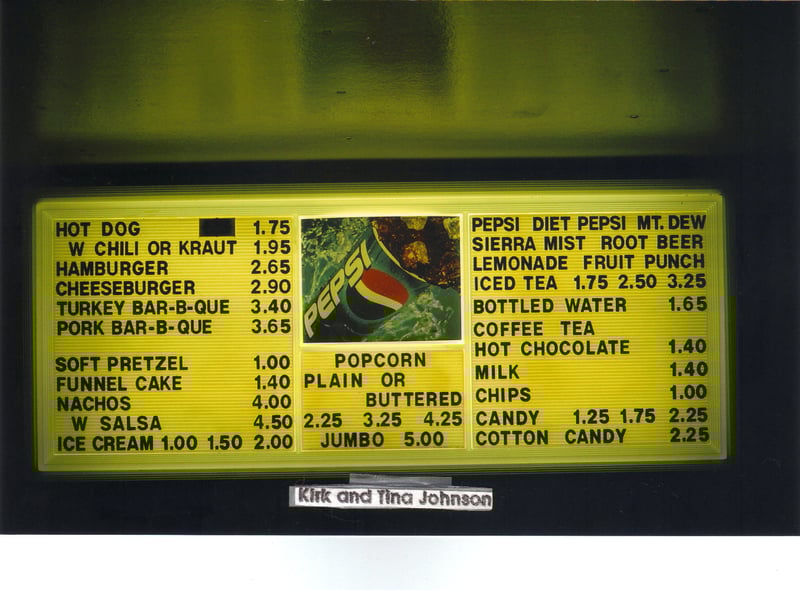 HOT DOG 1.75
W CHILI OR KRAUT 1.95
HAMBURGER 2.65
CHEESEBURGER 2.90
TURKEY BAR-B-QUE 3.40
PORK BAR-B-QUE 3.65
SOFT PRETZEL 1.00
FUNNEL CAKE 1.40
NACHOS 4.00
W SALSA 4.50
ICE CREAM 1.00 1.50 2.00
PEPSI
POPCORN
PLAIN OR
BUTTERED
2.25 3.25 4.25
JUMBO 5.00
PEPSI DIET PEPSI MT. DEW
SIERRA MIST ROOT BEER
LEMONADE FRUIT PUNCH
ICED TEA 1.75 2.50 3.25
BOTTLED WATER 1.65
COFFEE TEA
HOT CHOCOLATE 1.40
MILK 1.40
CHIPS 1.00
CANDY 1.25 1.75 2.25
COTTON CANDY 2.25
Kirk and Tina Johnson